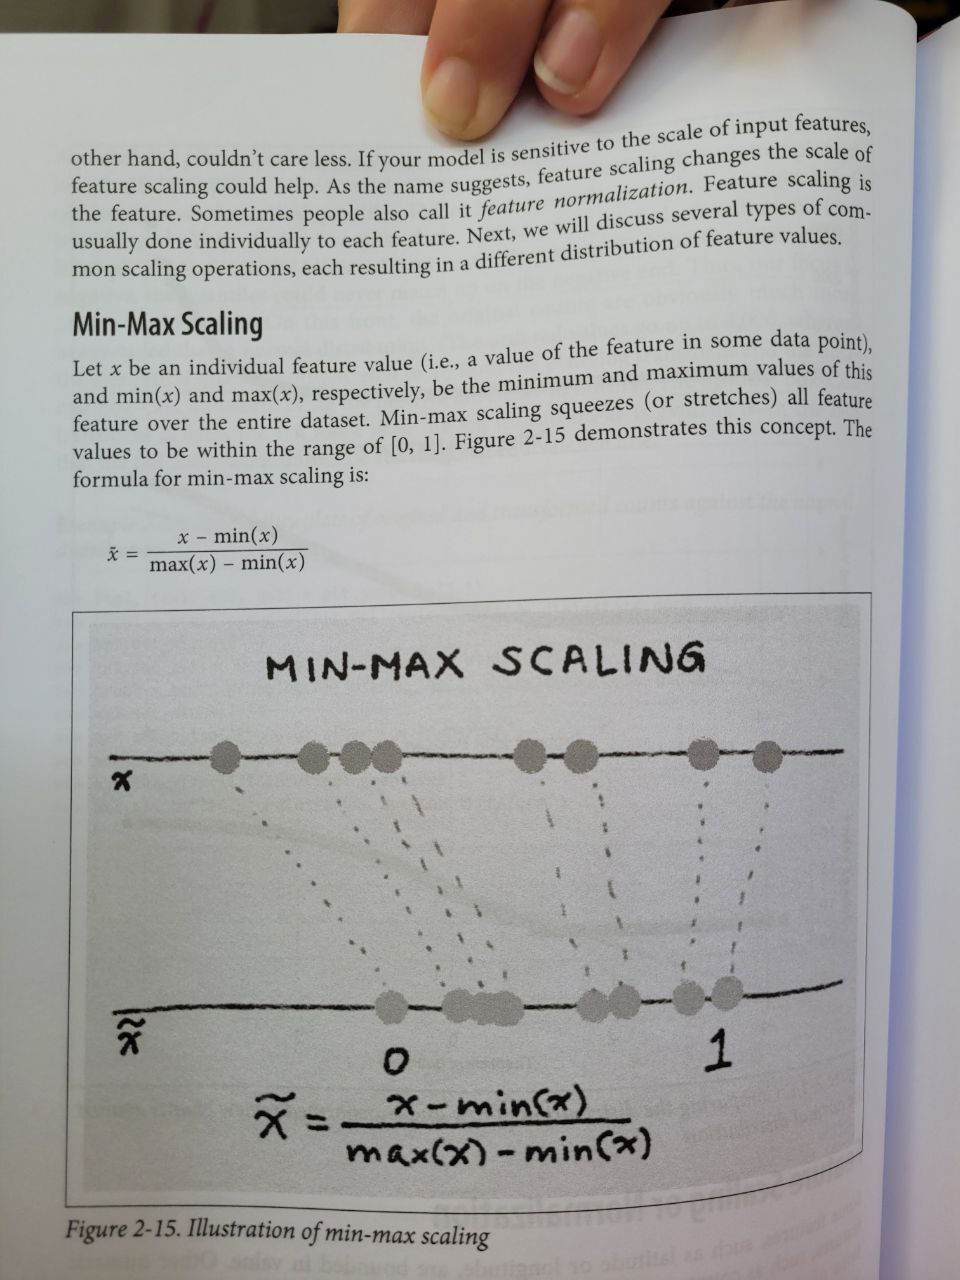 other hand, couldn't care less. If your model is sensitive to the scale of input features,
feature scaling could help. As the name suggests, feature scaling changes the scale of
the feature. Sometimes people also call it feature normalization. Feature scaling is
usually done individually to each feature. Next, we will discuss several types of com-
mon scaling operations, each resulting in a different distribution of feature values.
Min-Max Scaling
Let x be an individual feature value (i.e., a value of the feature in some data point),
and min(x) and max(x), respectively, be the minimum and maximum values of this
feature over the entire dataset. Min-max scaling squeezes (or stretches) all feature
values to be within the range of [0, 1]. Figure 2-15 demonstrates this concept. The
formula for min-max scaling is:
x̃ = (x − min(x)) / (max(x) − min(x))
MIN-MAX SCALING
x
x̃
0 1
x̃ = (x − min(x)) / (max(x) − min(x))
Figure 2-15. Illustration of min-max scaling